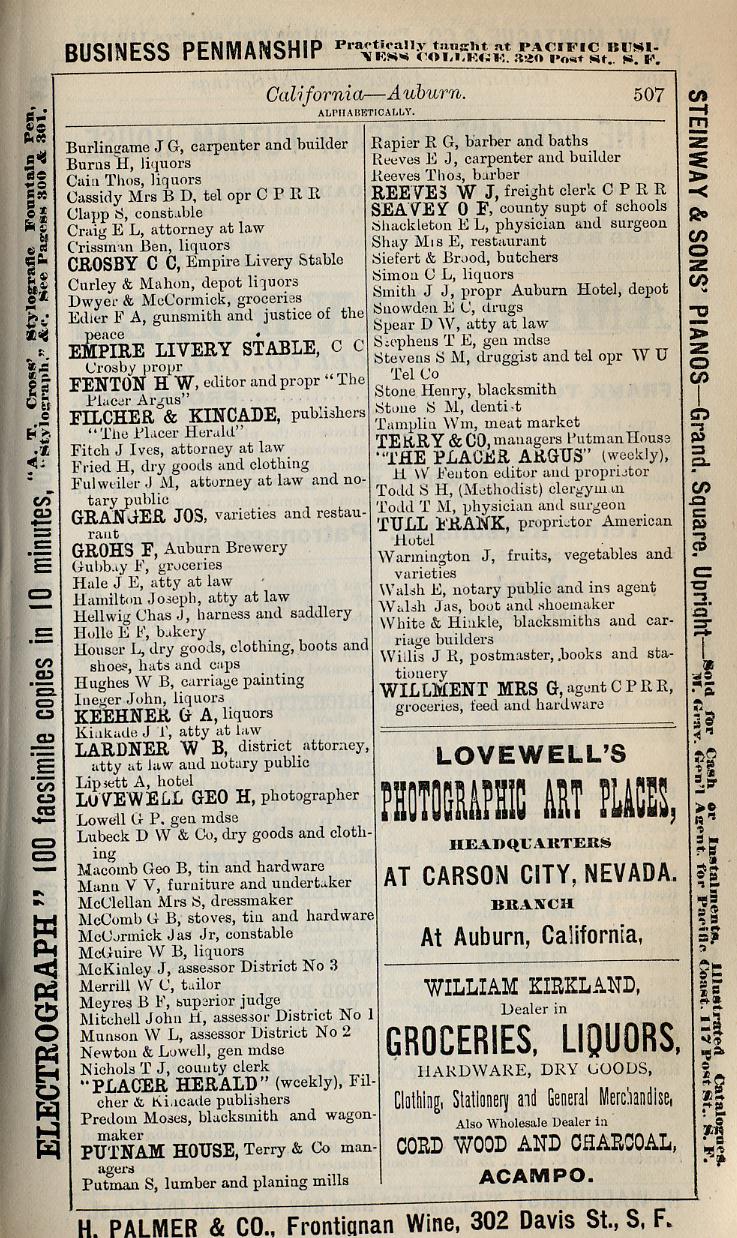 BUSINESS PENMANSHIP Practically taught at PACIFIC BUSI-
NESS COLLEGE. 320 Post St., S. F.
California—Auburn. 507
ALPHABETICALLY.
Burlingame J G, carpenter and builder
Burns H, liquors
Cain Thos, liquors
Cassidy Mrs B D, tel opr C P R R
Clapp S, constable
Craig E L, attorney at law
Crissman Ben, liquors
CROSBY C C, Empire Livery Stable
Curley & Mahon, depot liquors
Dwyer & McCormick, groceries
Edler F A, gunsmith and justice of the
peace
EMPIRE LIVERY STABLE, C C
Crosby propr
FENTON H W, editor and propr "The
Placer Argus"
FILCHER & KINCADE, publishers
"The Placer Herald"
Fitch J Ives, attorney at law
Fried H, dry goods and clothing
Fulweiler J M, attorney at law and no-
tary public
GRANGER JOS, varieties and restau-
rant
GROHS F, Auburn Brewery
Gubbay F, groceries
Hale J E, atty at law
Hamilton Joseph, atty at law
Hellwig Chas J, harness and saddlery
Holle E F, bakery
Houser L, dry goods, clothing, boots and
shoes, hats and caps
Hughes W B, carriage painting
Ineger John, liquors
KEEHNER G A, liquors
Kinkade J T, atty at law
LARDNER W B, district attorney,
atty at law and notary public
Lipsett A, hotel
LOVEWELL GEO H, photographer
Lowell G P, gen mdse
Lubeck D W & Co, dry goods and cloth-
ing
Macomb Geo B, tin and hardware
Mann V V, furniture and undertaker
McClellan Mrs S, dressmaker
McComb G B, stoves, tin and hardware
McCormick Jas Jr, constable
McGuire W B, liquors
McKinley J, assessor District No 3
Merrill W C, tailor
Meyres B F, superior judge
Mitchell John H, assessor District No 1
Munson W L, assessor District No 2
Newton & Lowell, gen mdse
Nichols T J, county clerk
"PLACER HERALD" (weekly), Fil-
cher & Kincade publishers
Predom Moses, blacksmith and wagon-
maker
PUTNAM HOUSE, Terry & Co man-
agers
Putman S, lumber and planing mills
Rapier R G, barber and baths
Reeves E J, carpenter and builder
Reeves Thos, barber
REEVES W J, freight clerk C P R R
SEAVEY O F, county supt of schools
Shackleton E L, physician and surgeon
Shay Mrs E, restaurant
Siefert & Brood, butchers
Simon C L, liquors
Smith J J, propr Auburn Hotel, depot
Snowden E C, drugs
Spear D W, atty at law
Stephens T E, gen mdse
Stevens S M, druggist and tel opr W U
Tel Co
Stone Henry, blacksmith
Stone S M, dentist
Tamplin Wm, meat market
TERRY & CO, managers Putman House
"THE PLACER ARGUS" (weekly),
H W Fenton editor and proprietor
Todd S H, (Methodist) clergyman
Todd T M, physician and surgeon
TULL FRANK, proprietor American
Hotel
Warmington J, fruits, vegetables and
varieties
Walsh E, notary public and ins agent
Walsh Jas, boot and shoemaker
White & Hinkle, blacksmiths and car-
riage builders
Willis J R, postmaster, books and sta-
tionery
WILLMENT MRS G, agent C P R R,
groceries, feed and hardware
LOVEWELL'S
PHOTOGRAPHIC ART PLACES,
HEADQUARTERS
AT CARSON CITY, NEVADA.
BRANCH
At Auburn, California,
WILLIAM KIRKLAND,
Dealer in
GROCERIES, LIQUORS,
HARDWARE, DRY GOODS,
Clothing, Stationery and General Merchandise,
Also Wholesale Dealer in
CORD WOOD AND CHARCOAL,
ACAMPO.
H. PALMER & CO., Frontignan Wine, 302 Davis St., S, F.
ELECTROGRAPH" 100 facsimile copies in 10 minutes, "A. T. Cross' Stylografic Fountain Pen,
"Stylograph," &c. See Pagess 300 & 301.
STEINWAY & SONS' PIANOS—Grand, Square, Upright—Sold for Cash or Instalments. Illustrated Catalogues.
M. Gray, Gen'l Agent, for Pacific Coast. 117 Post St., S. F.